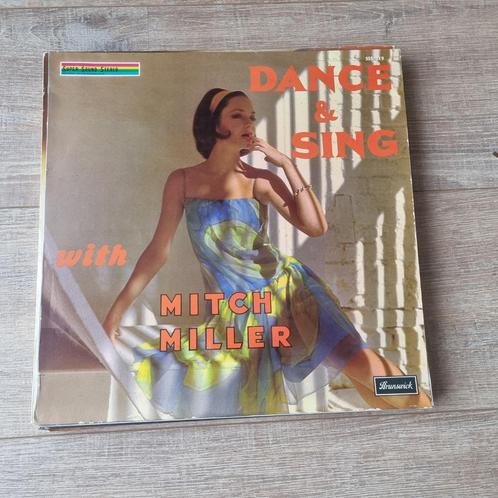 SUPER SOUND STEREO
DANCE
&
SING
with
MITCH
MILLER
Brunswick